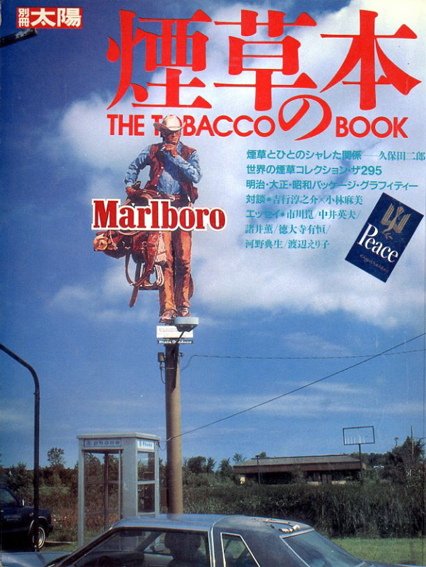 別冊太陽
煙草の本
THE TOBACCO BOOK
煙草とひとのシャレた関係──久保田二郎
世界の煙草コレクション・ザ295
明治・大正・昭和パッケージ・グラフィティー
対談●吉行淳之介×小林麻美
エッセイ●市川崑/中井英夫/
諸井薫/徳大寺有恒/
河野典生/渡辺えり子
Marlboro
Peace
phone